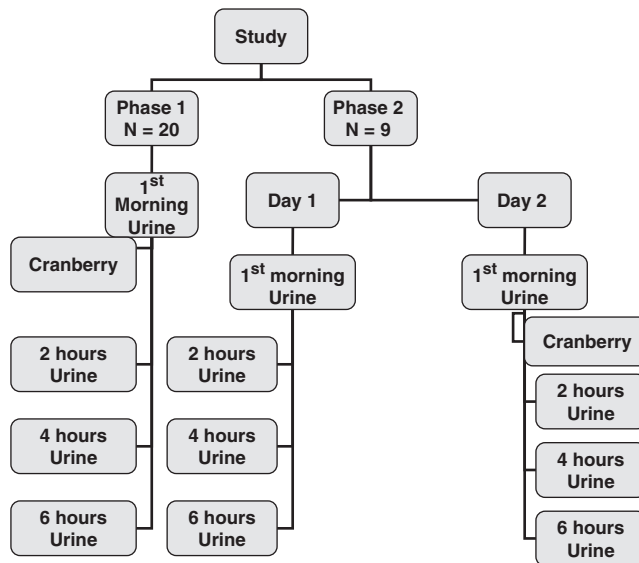 Study
Phase 1
N = 20
Phase 2
N = 9
1st
Morning
Urine
Cranberry
2 hours
Urine
4 hours
Urine
6 hours
Urine
Day 1
1st morning
Urine
2 hours
Urine
4 hours
Urine
6 hours
Urine
Day 2
1st morning
Urine
Cranberry
2 hours
Urine
4 hours
Urine
6 hours
Urine